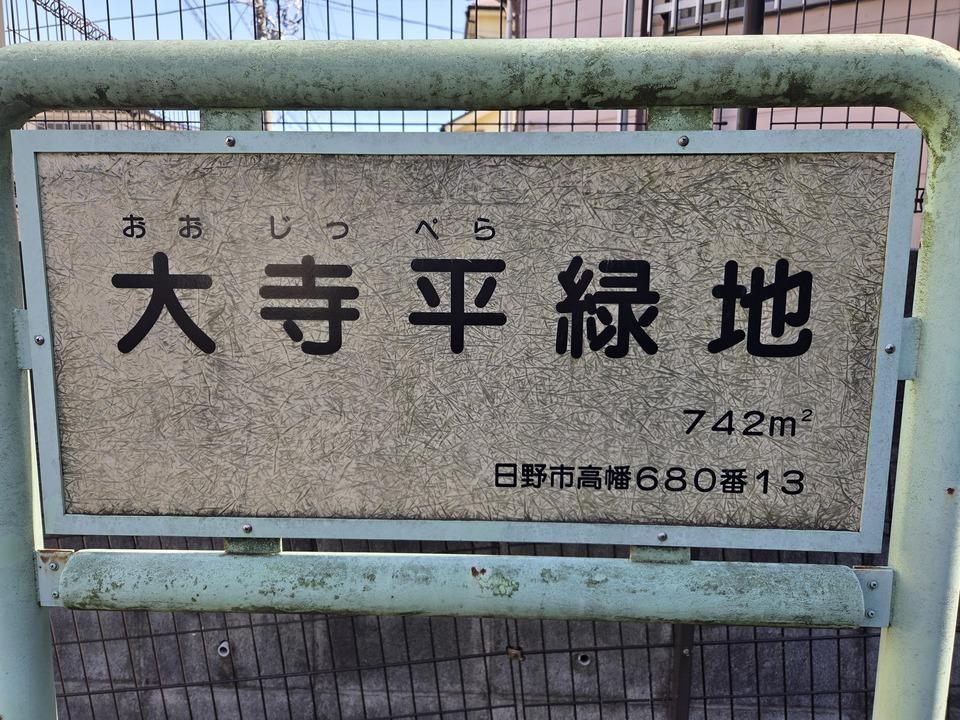 おおじっぺら
大寺平緑地
742m²
日野市高幡680番13